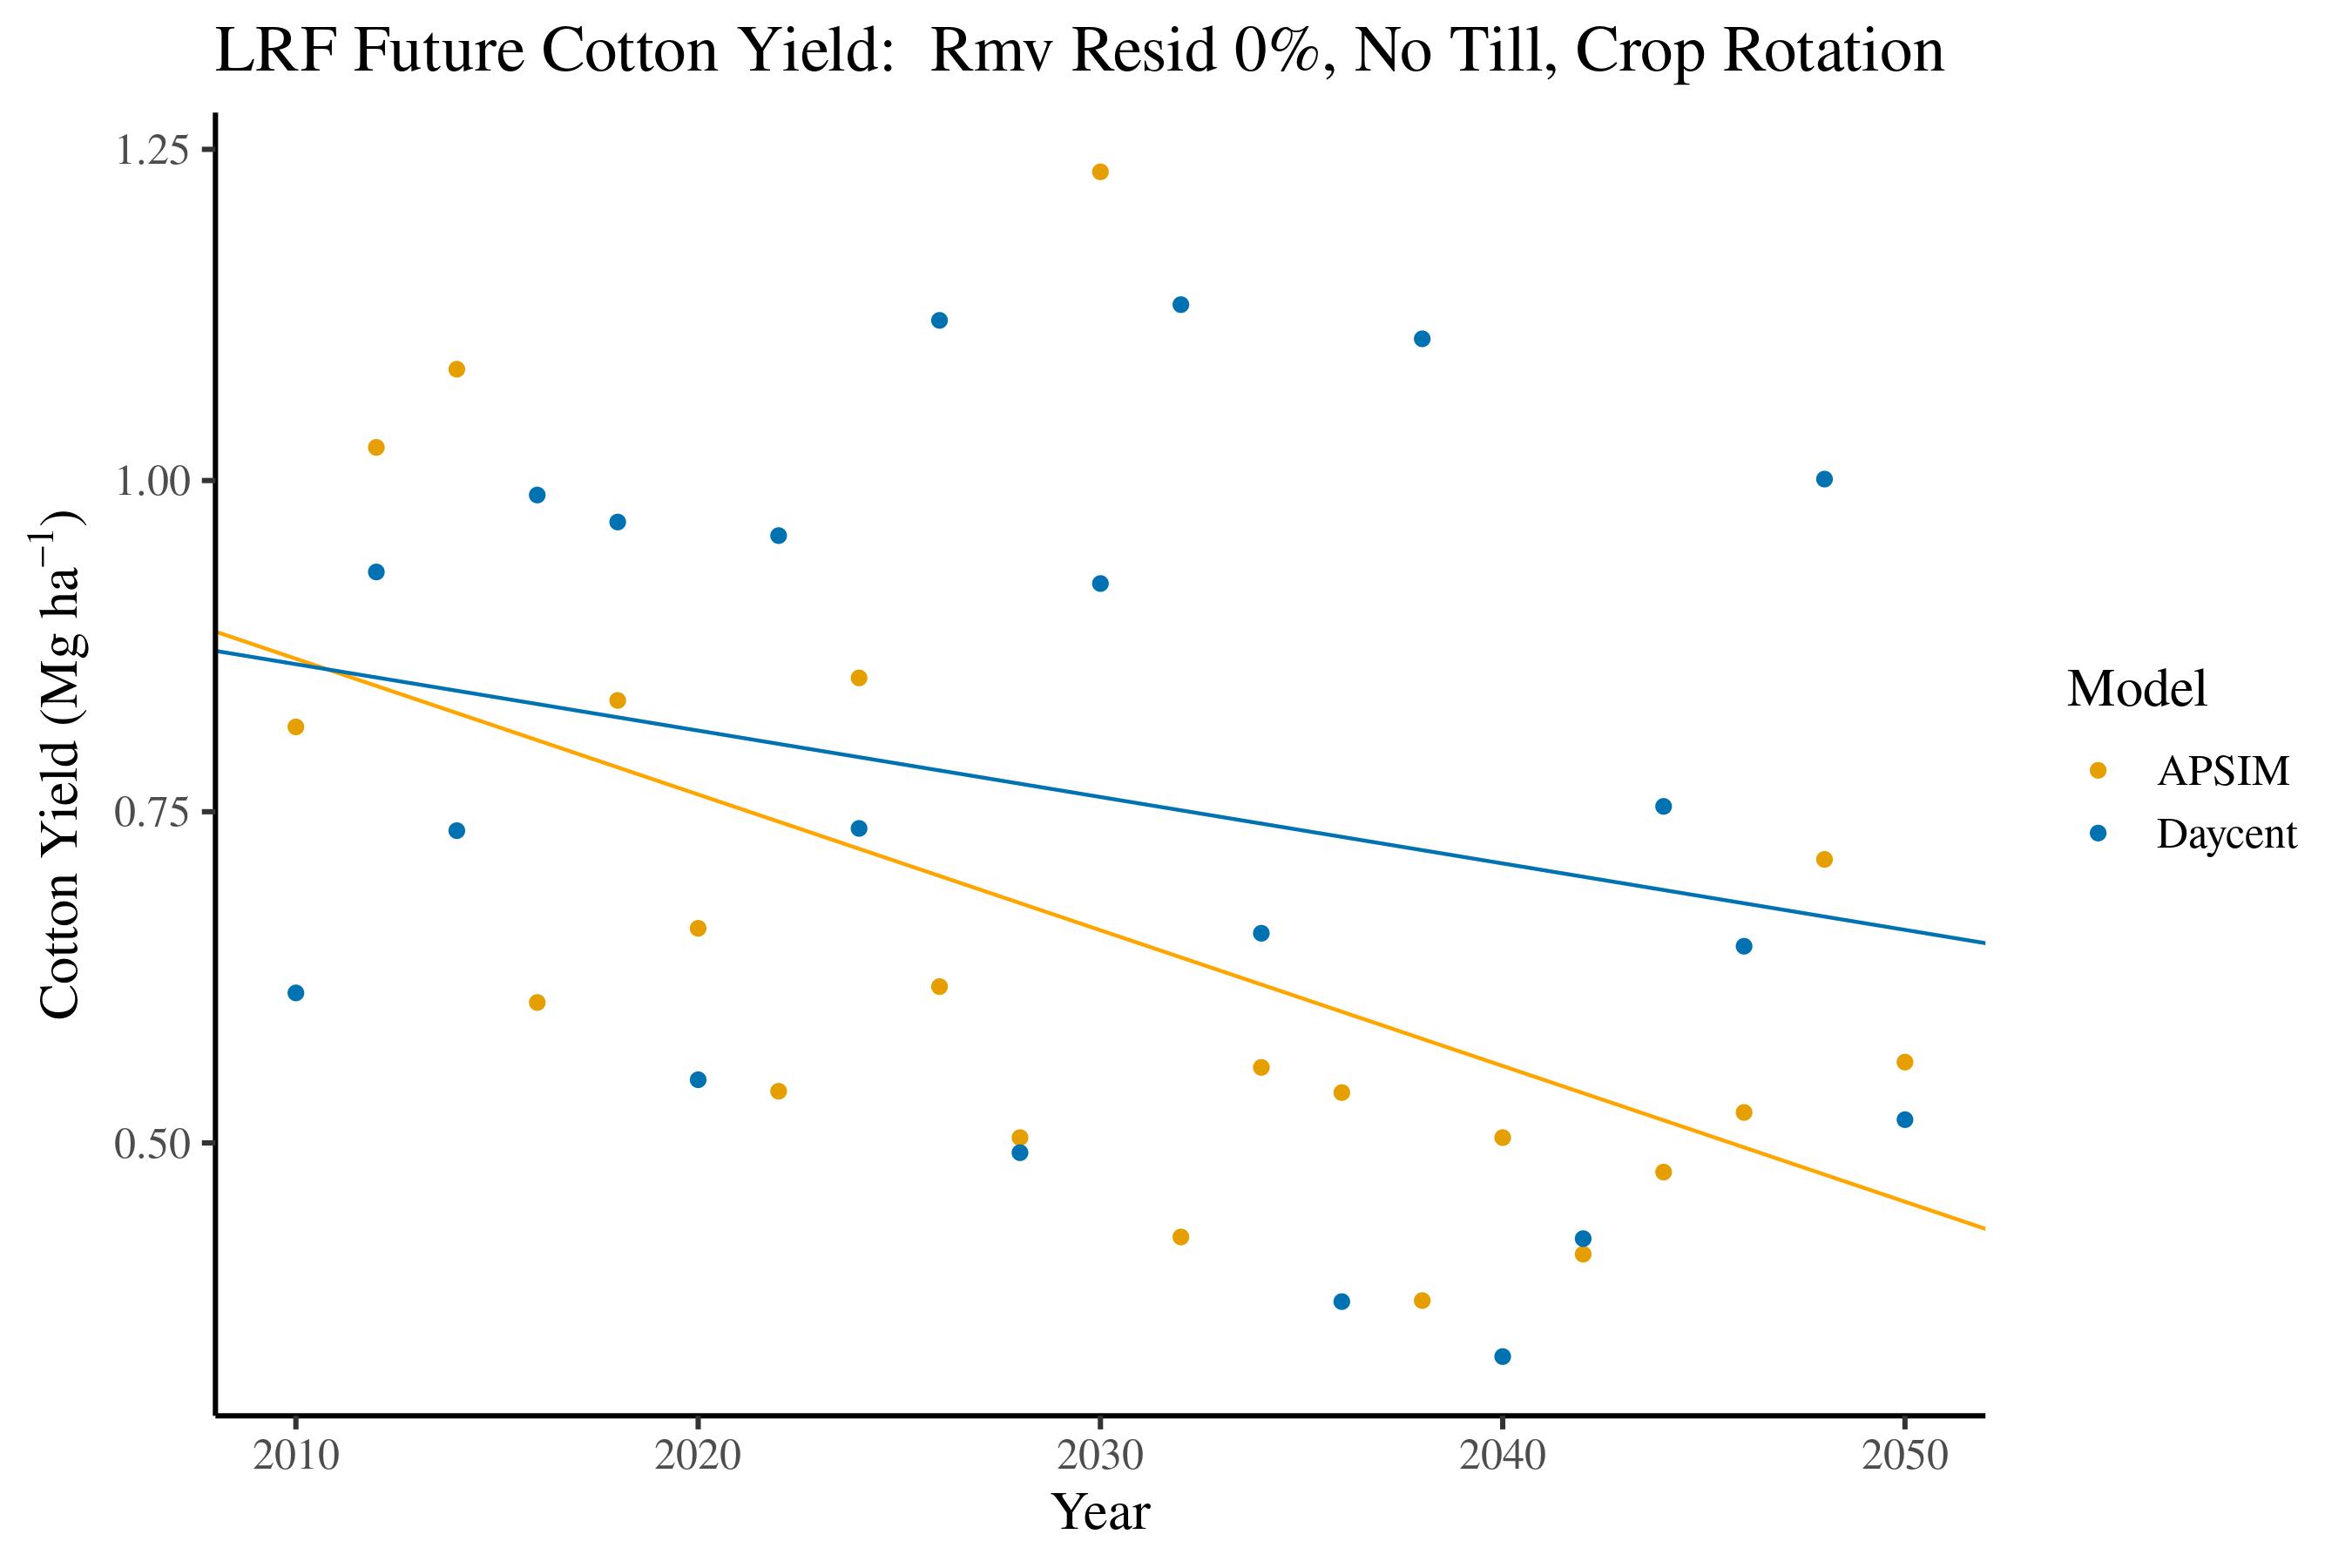 LRF Future Cotton Yield:  Rmv Resid 0%, No Till, Crop Rotation
Cotton Yield (Mg ha⁻¹)
1.25
1.00
0.75
0.50
2010 2020 2030 2040 2050
Year
Model
APSIM
Daycent